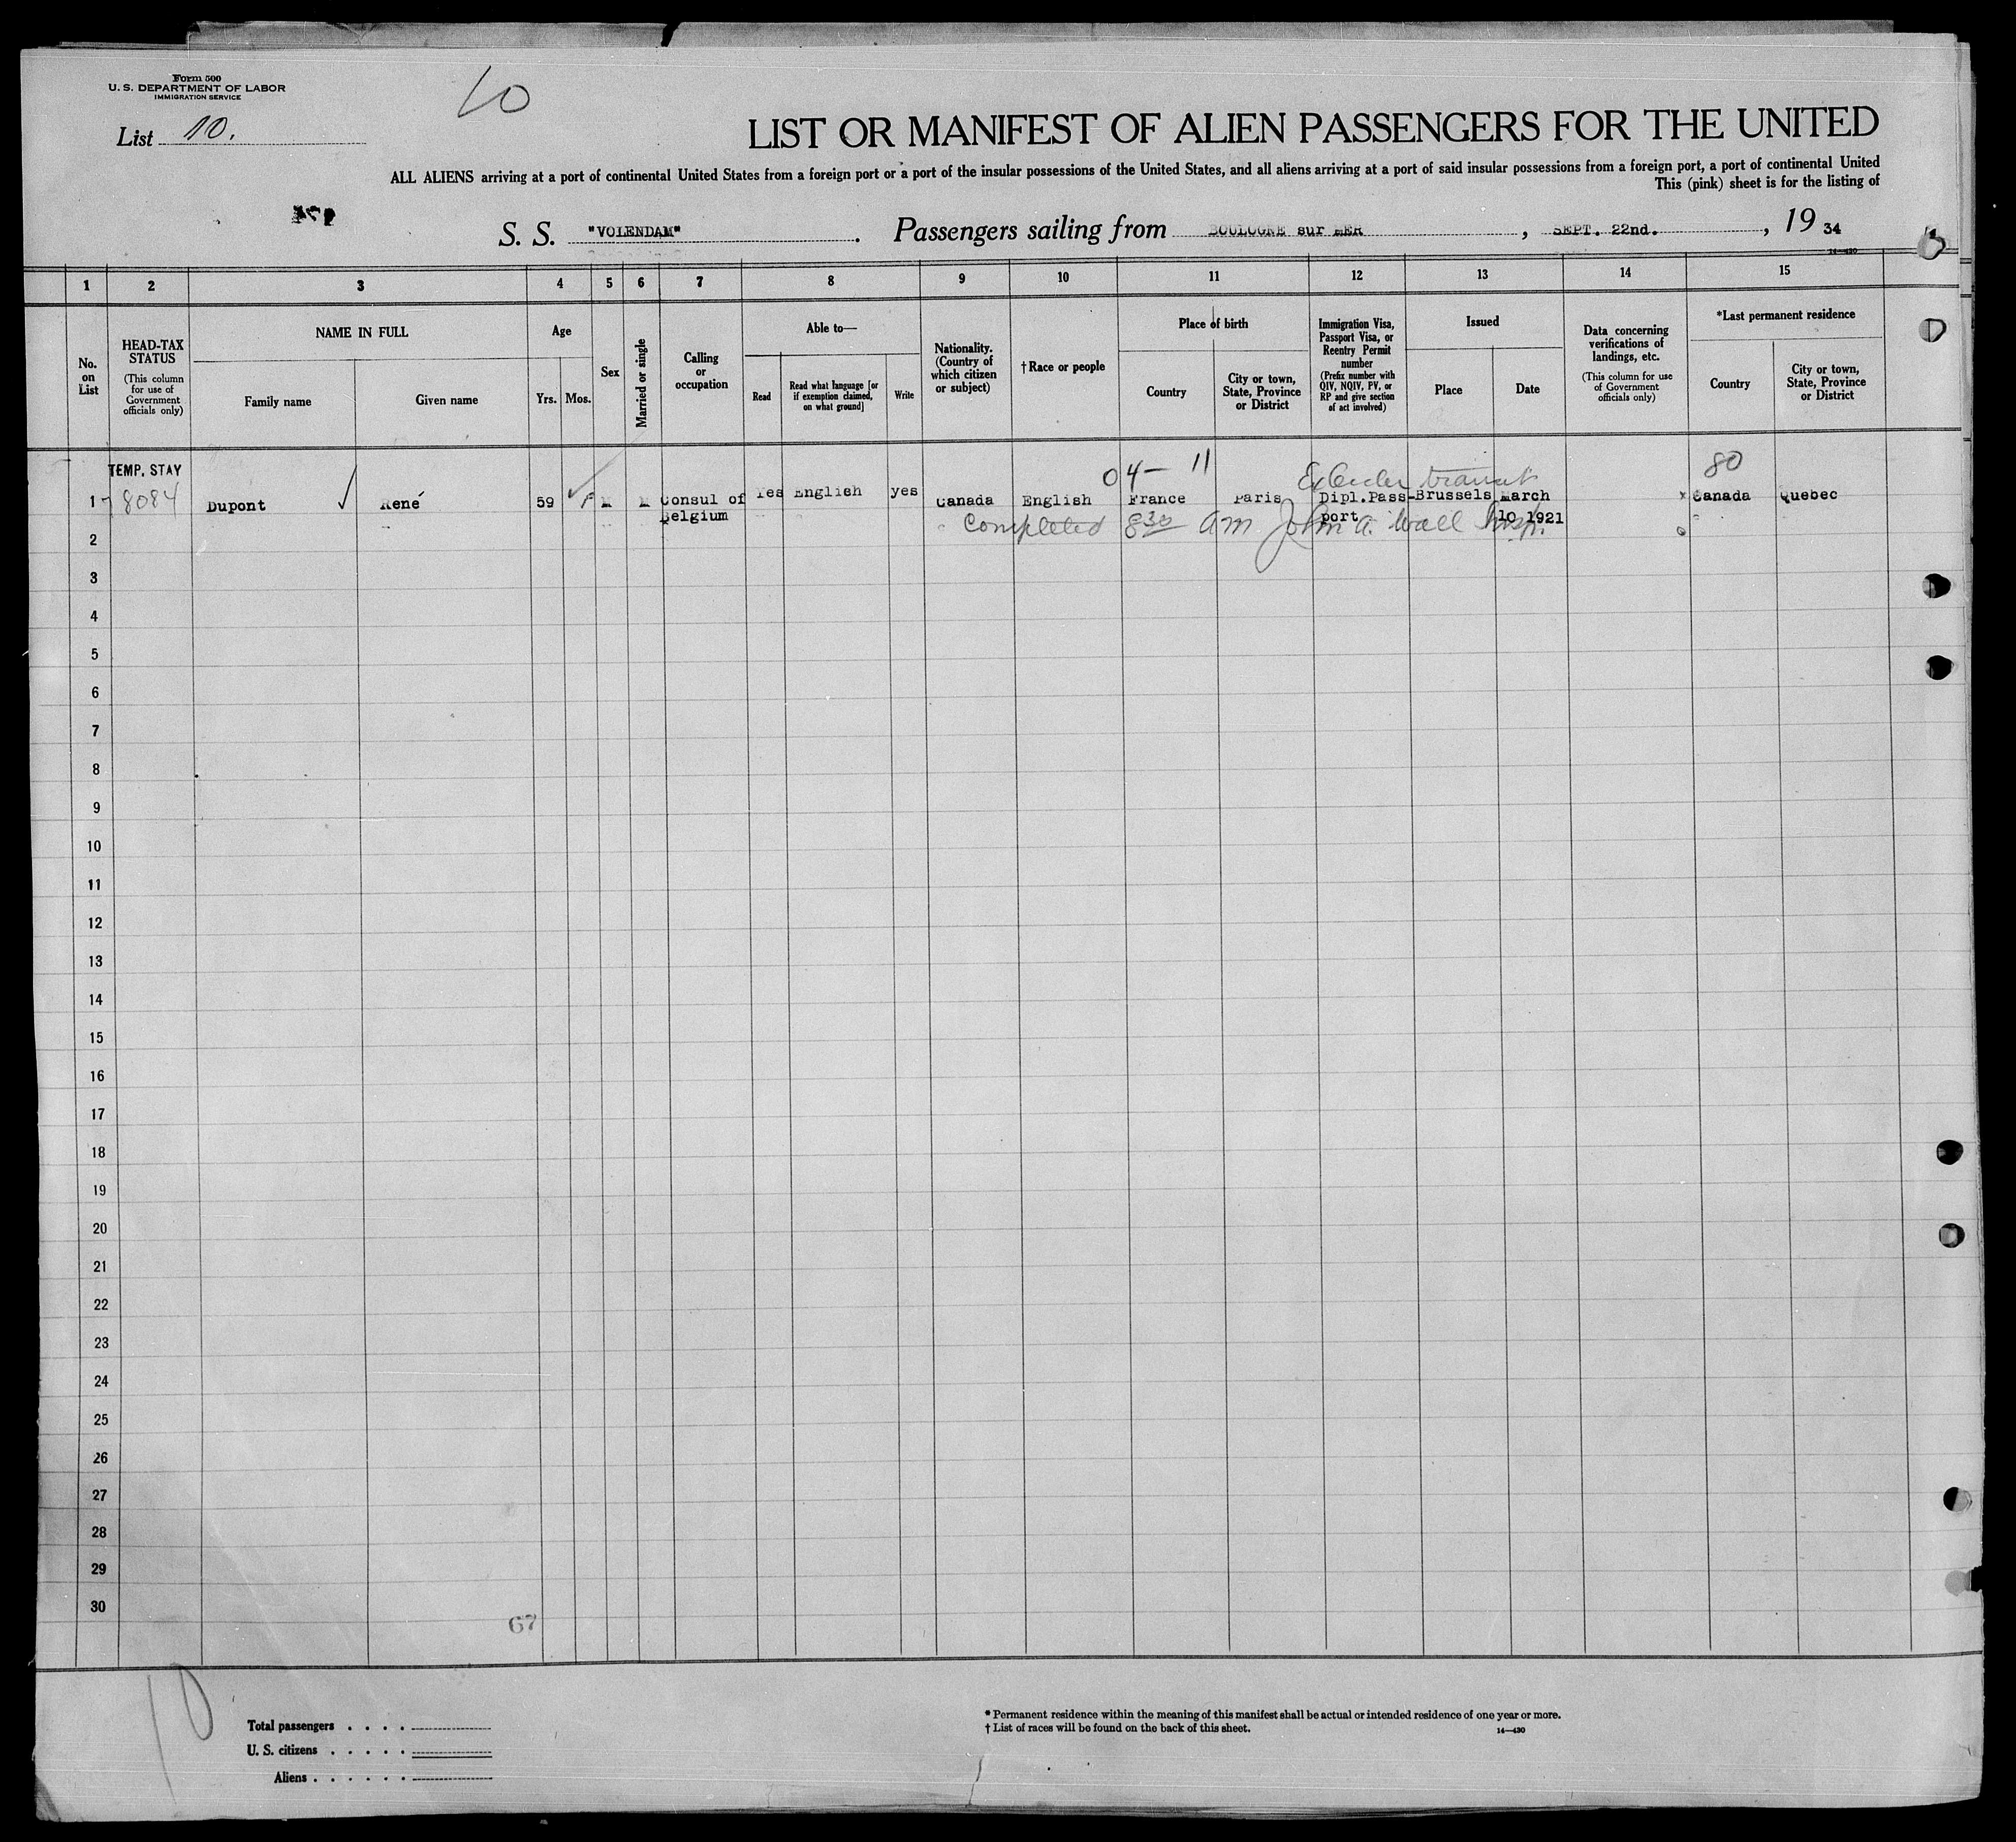 Form 500
U. S. DEPARTMENT OF LABOR
IMMIGRATION SERVICE
10
List 10.
LIST OR MANIFEST OF ALIEN PASSENGERS FOR THE UNITED
ALL ALIENS arriving at a port of continental United States from a foreign port or a port of the insular possessions of the United States, and all aliens arriving at a port of said insular possessions from a foreign port, a port of continental United
This (pink) sheet is for the listing of
S. S. "VOLENDAM". Passengers sailing from BOULOGNE sur MER, SEPT. 22nd., 19 34
14—430
1 2 3 4 5 6 7 8 9 10 11 12 13 14 15
No. on List
HEAD-TAX STATUS
(This column for use of Government officials only)
NAME IN FULL
Family name
Given name
Age
Yrs.
Mos.
Sex
Married or single
Calling or occupation
Able to—
Read
Read what language [or if exemption claimed, on what ground]
Write
Nationality. (Country of which citizen or subject)
†Race or people
Place of birth
Country
City or town, State, Province or District
Immigration Visa, Passport Visa, or Reentry Permit number
(Prefix number with QIV, NQIV, PV, or RP and give section of act involved)
Issued
Place
Date
Data concerning verifications of landings, etc.
(This column for use of Government officials only)
*Last permanent residence
Country
City or town, State, Province or District
TEMP. STAY
04— 11
transit
80
1 8084 Dupont René 59 M M Consul of Yes English yes Canada English France Paris Dipl.Pass-Brussels March x Canada Quebec
Belgium port 10 1921
Completed 8 30 am John A. Wall Insp.
2
3
4
5
6
7
8
9
10
11
12
13
14
15
16
17
18
19
20
21
22
23
24
25
26
27
28
29
30
67
10
Total passengers . . . .
U. S. citizens . . . . .
Aliens . . . . . .
* Permanent residence within the meaning of this manifest shall be actual or intended residence of one year or more.
† List of races will be found on the back of this sheet.
14—430